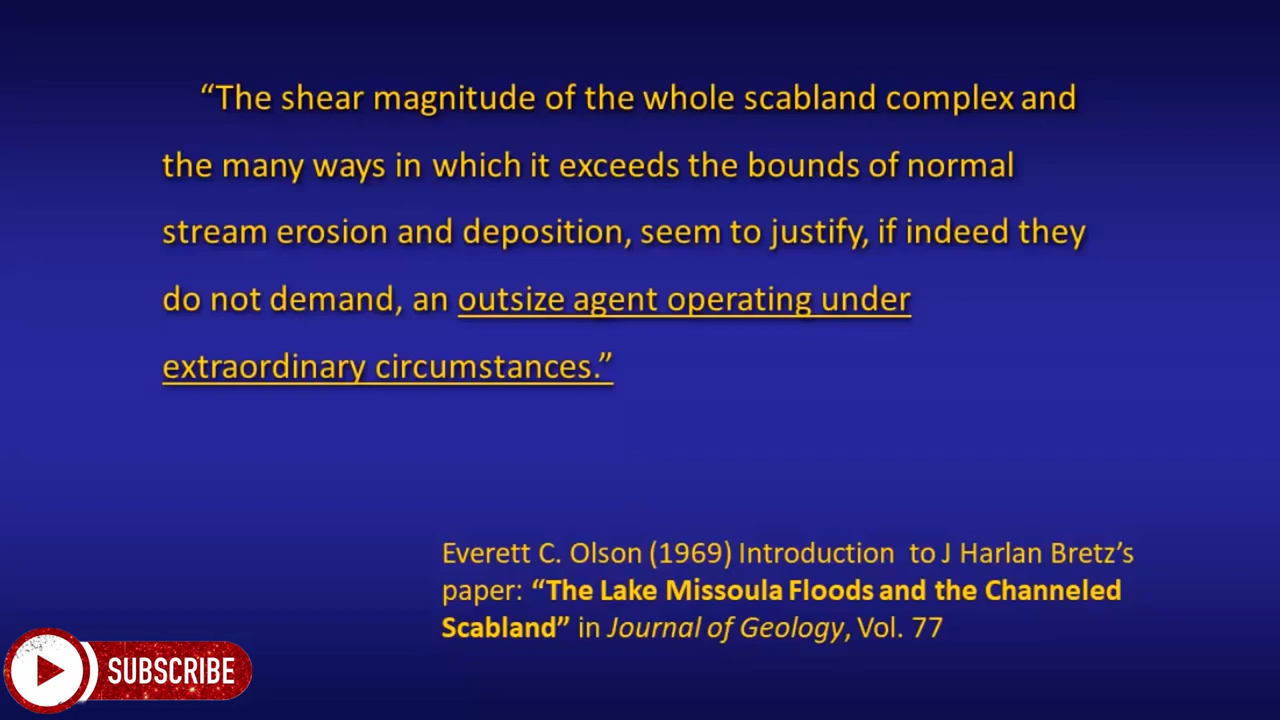 “The shear magnitude of the whole scabland complex and
the many ways in which it exceeds the bounds of normal
stream erosion and deposition, seem to justify, if indeed they
do not demand, an outsize agent operating under
extraordinary circumstances.”
Everett C. Olson (1969) Introduction to J Harlan Bretz’s
paper: “The Lake Missoula Floods and the Channeled
Scabland” in Journal of Geology, Vol. 77
SUBSCRIBE